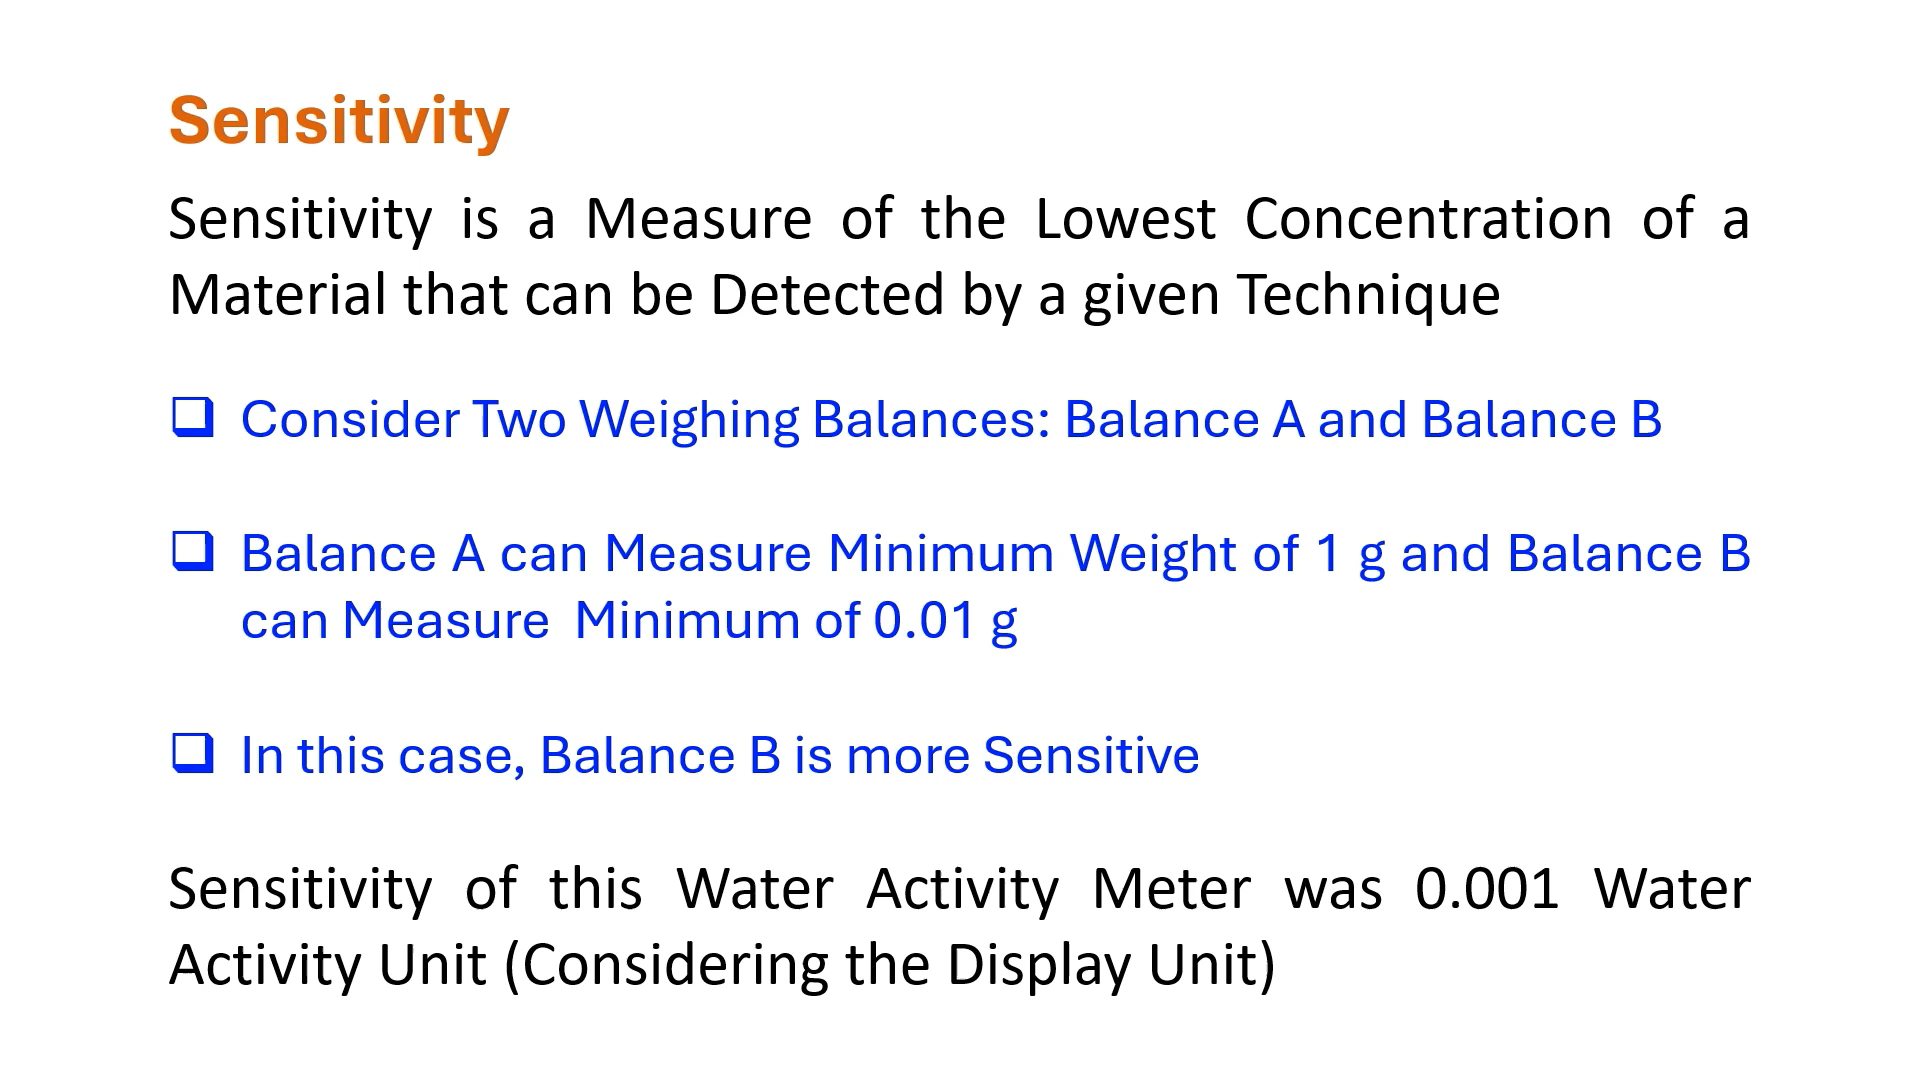 Sensitivity
Sensitivity is a Measure of the Lowest Concentration of a
Material that can be Detected by a given Technique
❑ Consider Two Weighing Balances: Balance A and Balance B
❑ Balance A can Measure Minimum Weight of 1 g and Balance B
can Measure  Minimum of 0.01 g
❑ In this case, Balance B is more Sensitive
Sensitivity of this Water Activity Meter was 0.001 Water
Activity Unit (Considering the Display Unit)